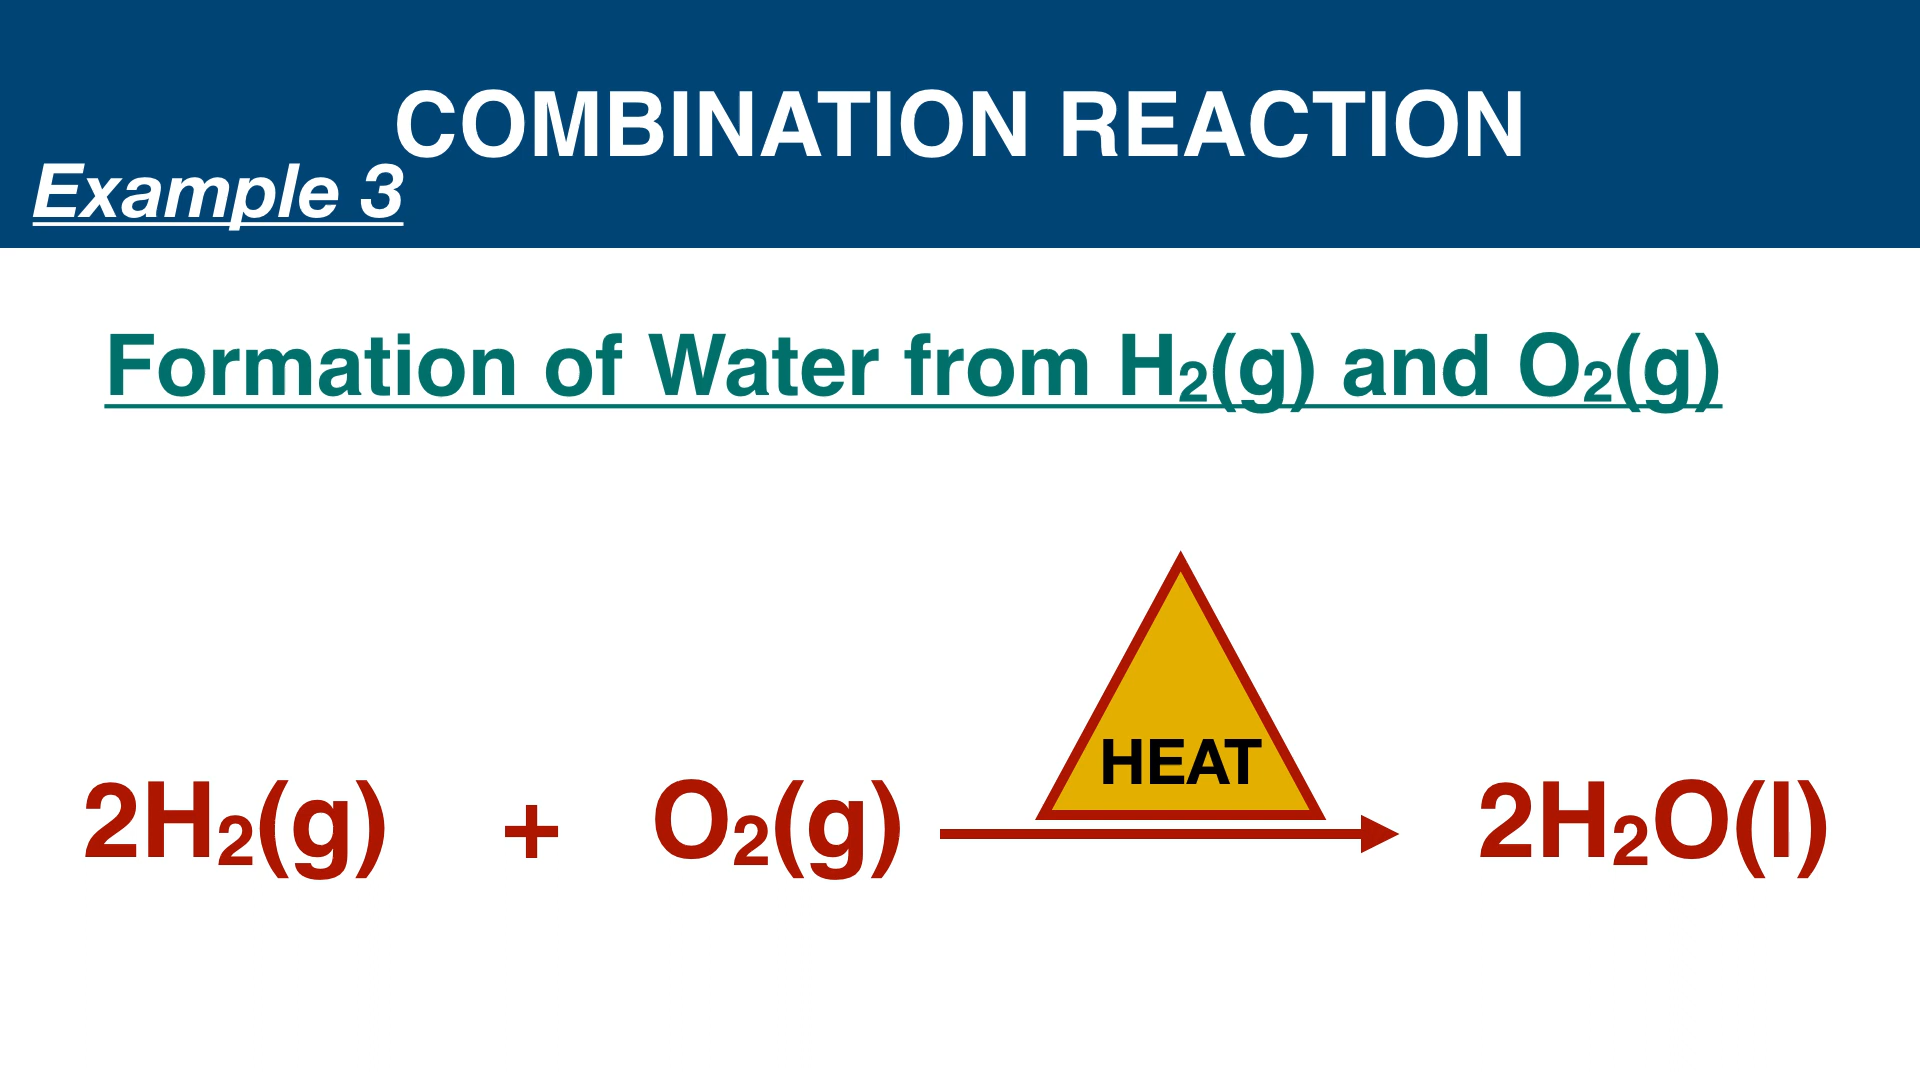 COMBINATION REACTION
Example 3
Formation of Water from H₂(g) and O₂(g)
HEAT
2H₂(g) + O₂(g) 2H₂O(l)